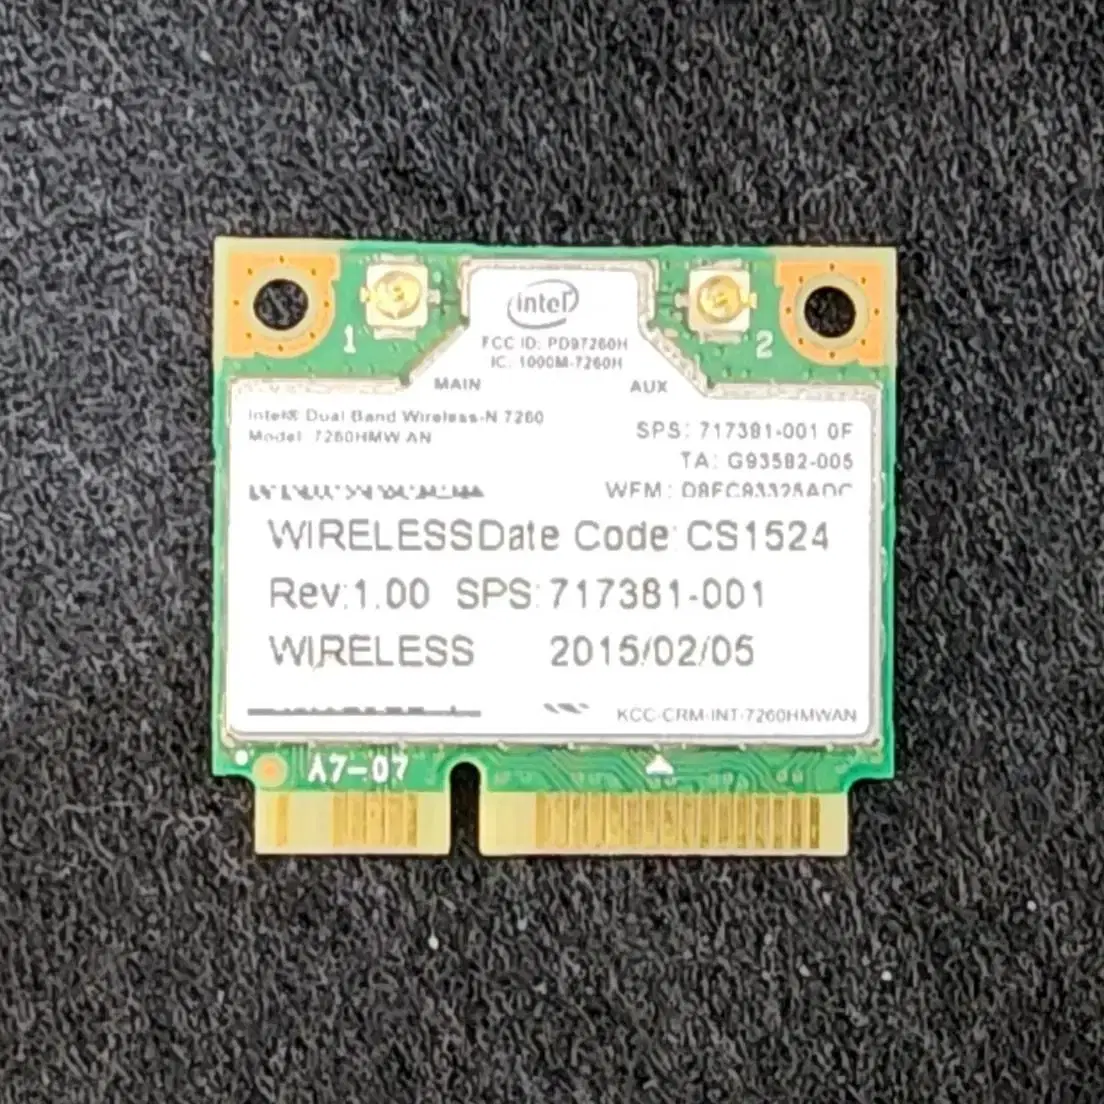 intel
FCC ID: PD97260H
IC: 1000M-7260H
1
2
MAIN
AUX
Intel® Dual Band Wireless-N 7260
Model: 7260HMW AN
SPS: 717381-001 0F
TA: G93582-005
WFM: D8FC93325ADC
WIRELESSDate Code:CS1524
Rev:1.00 SPS:717381-001
WIRELESS 2015/02/05
KCC-CRM-INT-7260HMWAN
A7-07